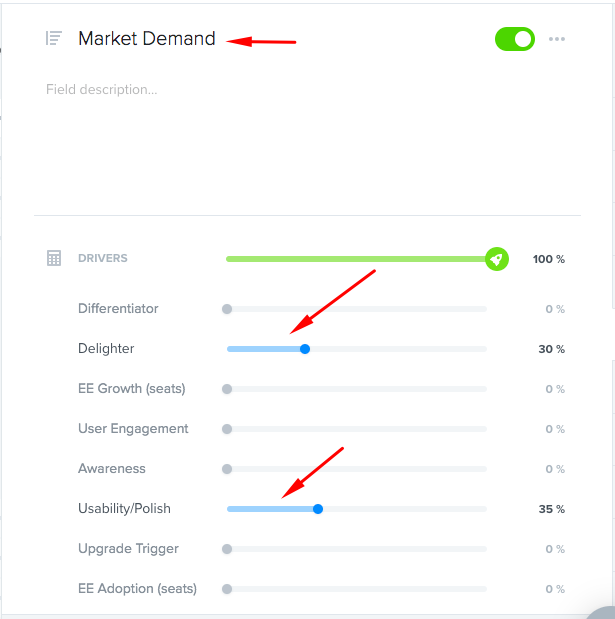 Market Demand
Field description...
DRIVERS 100 %
Differentiator 0 %
Delighter 30 %
EE Growth (seats) 0 %
User Engagement 0 %
Awareness 0 %
Usability/Polish 35 %
Upgrade Trigger 0 %
EE Adoption (seats) 0 %